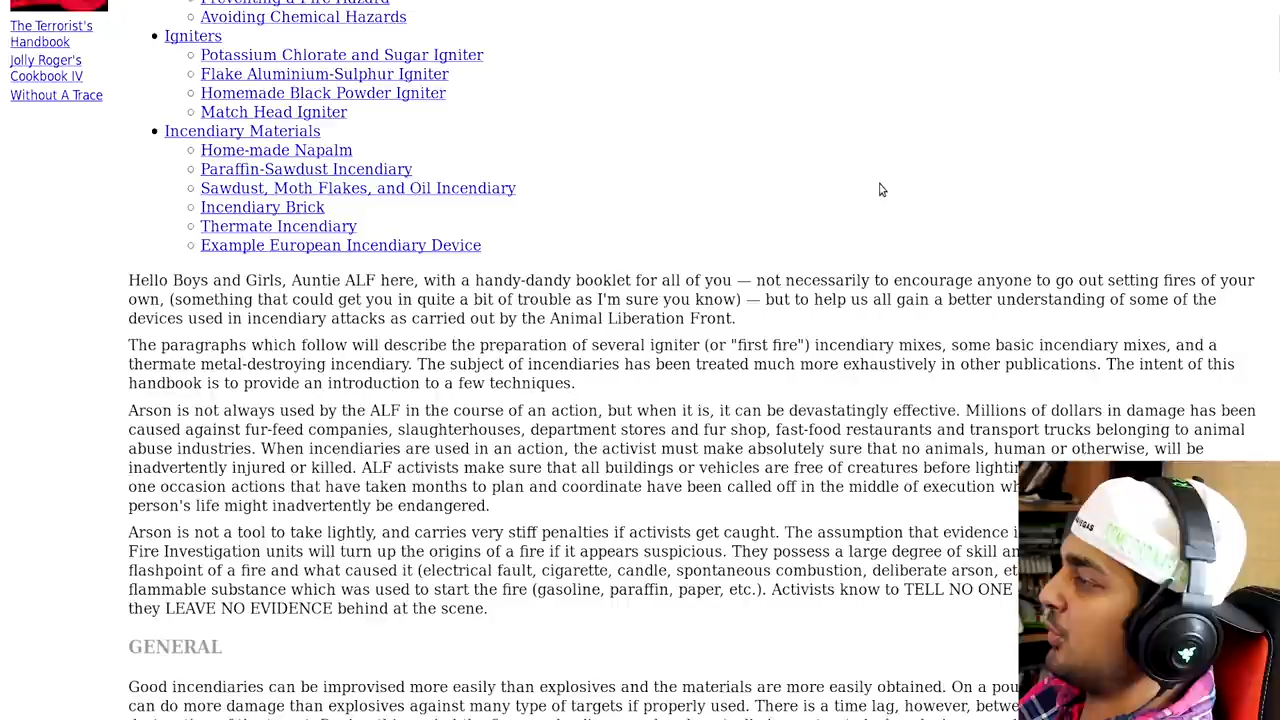 The Terrorist's
Handbook
Jolly Roger's
Cookbook IV
Without A Trace
Preventing a Fire Hazard
Avoiding Chemical Hazards
Igniters
Potassium Chlorate and Sugar Igniter
Flake Aluminium-Sulphur Igniter
Homemade Black Powder Igniter
Match Head Igniter
Incendiary Materials
Home-made Napalm
Paraffin-Sawdust Incendiary
Sawdust, Moth Flakes, and Oil Incendiary
Incendiary Brick
Thermate Incendiary
Example European Incendiary Device
Hello Boys and Girls, Auntie ALF here, with a handy-dandy booklet for all of you — not necessarily to encourage anyone to go out setting fires of your
own, (something that could get you in quite a bit of trouble as I'm sure you know) — but to help us all gain a better understanding of some of the
devices used in incendiary attacks as carried out by the Animal Liberation Front.
The paragraphs which follow will describe the preparation of several igniter (or "first fire") incendiary mixes, some basic incendiary mixes, and a
thermate metal-destroying incendiary. The subject of incendiaries has been treated much more exhaustively in other publications. The intent of this
handbook is to provide an introduction to a few techniques.
Arson is not always used by the ALF in the course of an action, but when it is, it can be devastatingly effective. Millions of dollars in damage has been
caused against fur-feed companies, slaughterhouses, department stores and fur shop, fast-food restaurants and transport trucks belonging to animal
abuse industries. When incendiaries are used in an action, the activist must make absolutely sure that no animals, human or otherwise, will be
inadvertently injured or killed. ALF activists make sure that all buildings or vehicles are free of creatures before
one occasion actions that have taken months to plan and coordinate have been called off in the middle of execution
person's life might inadvertently be endangered.
Arson is not a tool to take lightly, and carries very stiff penalties if activists get caught. The assumption that evidence
Fire Investigation units will turn up the origins of a fire if it appears suspicious. They possess a large degree of skill
flashpoint of a fire and what caused it (electrical fault, cigarette, candle, spontaneous combustion, deliberate arson,
flammable substance which was used to start the fire (gasoline, paraffin, paper, etc.). Activists know to TELL NO ONE
they LEAVE NO EVIDENCE behind at the scene.
GENERAL
Good incendiaries can be improvised more easily than explosives and the materials are more easily obtained. On a
can do more damage than explosives against many type of targets if properly used. There is a time lag, however,